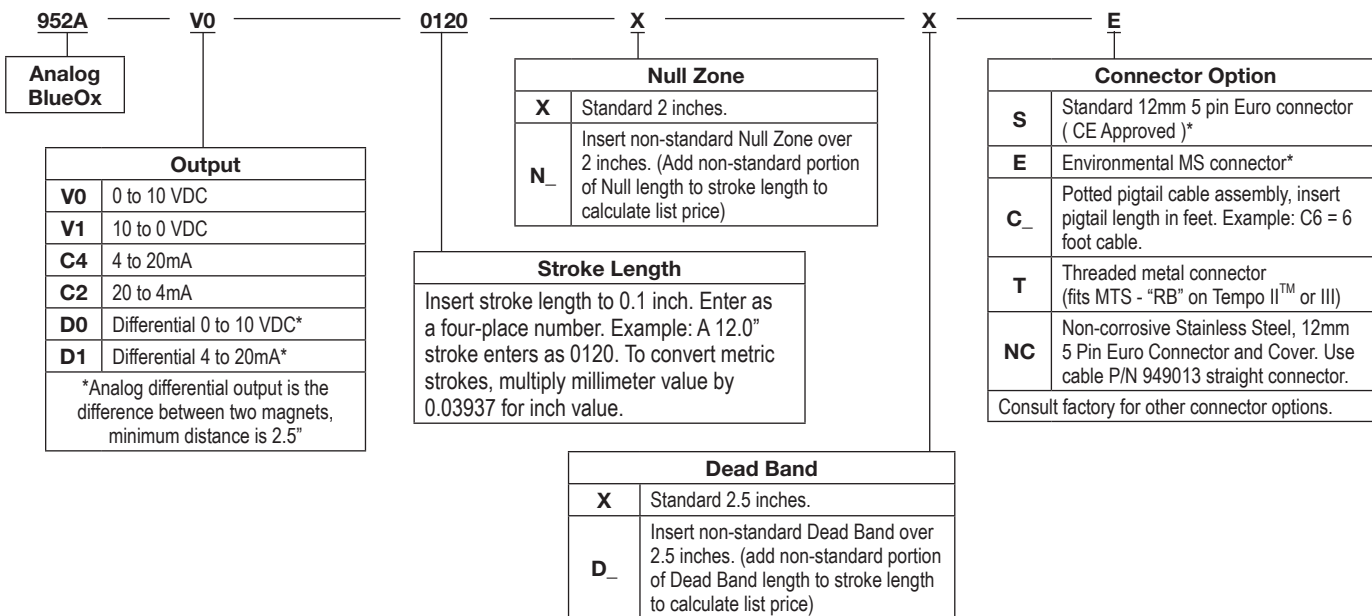 952A V0 0120 X X E
Analog
BlueOx
Output
V0 0 to 10 VDC
V1 10 to 0 VDC
C4 4 to 20mA
C2 20 to 4mA
D0 Differential 0 to 10 VDC*
D1 Differential 4 to 20mA*
*Analog differential output is the
difference between two magnets,
minimum distance is 2.5”
Stroke Length
Insert stroke length to 0.1 inch. Enter as
a four-place number. Example: A 12.0”
stroke enters as 0120. To convert metric
strokes, multiply millimeter value by
0.03937 for inch value.
Null Zone
X Standard 2 inches.
N_ Insert non-standard Null Zone over
2 inches. (Add non-standard portion
of Null length to stroke length to
calculate list price)
Dead Band
X Standard 2.5 inches.
D_ Insert non-standard Dead Band over
2.5 inches. (add non-standard portion
of Dead Band length to stroke length
to calculate list price)
Connector Option
S Standard 12mm 5 pin Euro connector
( CE Approved )*
E Environmental MS connector*
C_ Potted pigtail cable assembly, insert
pigtail length in feet. Example: C6 = 6
foot cable.
T Threaded metal connector
(fits MTS - “RB” on Tempo II™ or III)
NC Non-corrosive Stainless Steel, 12mm
5 Pin Euro Connector and Cover. Use
cable P/N 949013 straight connector.
Consult factory for other connector options.